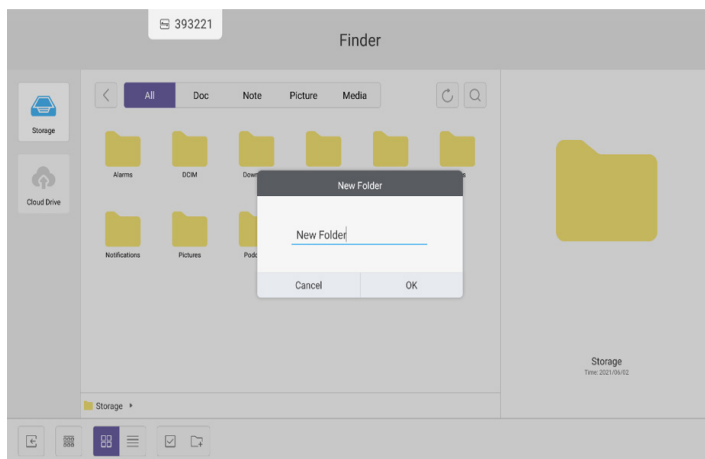 393221
Finder
All
Doc
Note
Picture
Media
Storage
Cloud Drive
Alarms
DCIM
New Folder
New Folder
Cancel
OK
Notifications
Pictures
Storage
Time: 2021/06/02
Storage